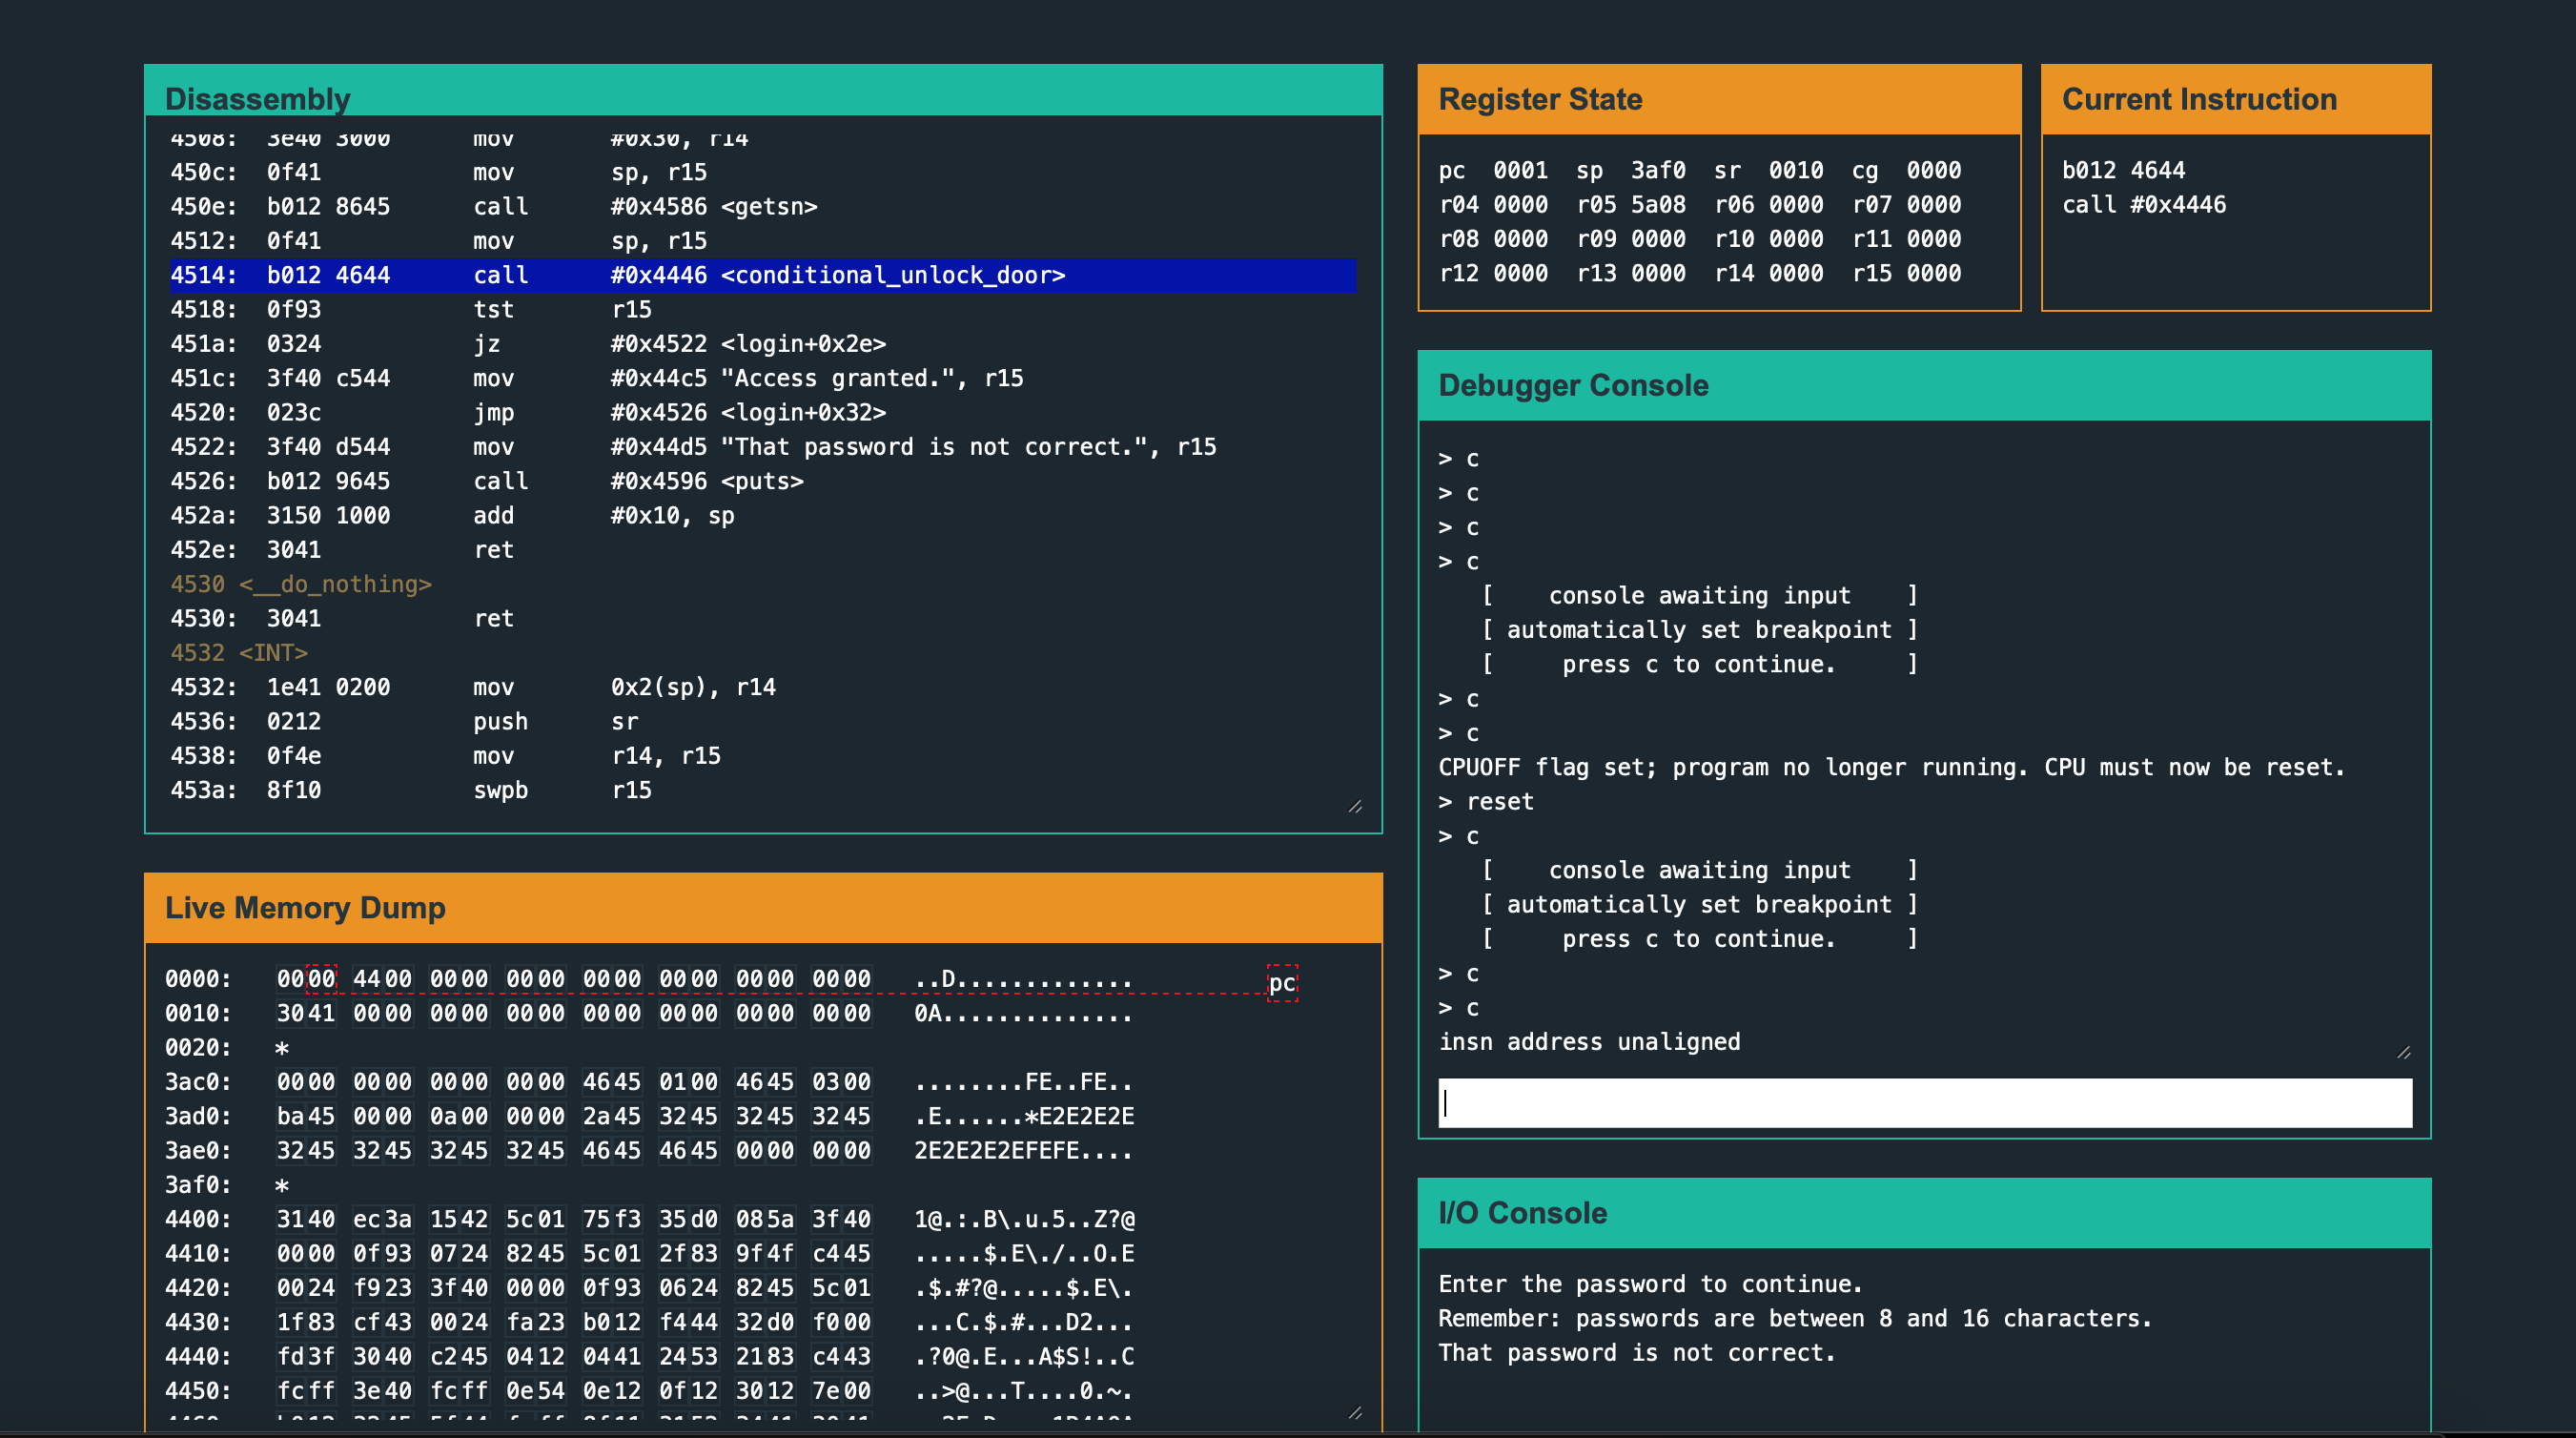 Disassembly
4508: 3e40 3000 mov #0x30, r14
450c: 0f41 mov sp, r15
450e: b012 8645 call #0x4586 <getsn>
4512: 0f41 mov sp, r15
4514: b012 4644 call #0x4446 <conditional_unlock_door>
4518: 0f93 tst r15
451a: 0324 jz #0x4522 <login+0x2e>
451c: 3f40 c544 mov #0x44c5 "Access granted.", r15
4520: 023c jmp #0x4526 <login+0x32>
4522: 3f40 d544 mov #0x44d5 "That password is not correct.", r15
4526: b012 9645 call #0x4596 <puts>
452a: 3150 1000 add #0x10, sp
452e: 3041 ret
4530 <__do_nothing>
4530: 3041 ret
4532 <INT>
4532: 1e41 0200 mov 0x2(sp), r14
4536: 0212 push sr
4538: 0f4e mov r14, r15
453a: 8f10 swpb r15
Live Memory Dump
0000: 0000 4400 0000 0000 0000 0000 0000 0000 ..D............. pc
0010: 3041 0000 0000 0000 0000 0000 0000 0000 0A..............
0020: *
3ac0: 0000 0000 0000 0000 4645 0100 4645 0300 ........FE..FE..
3ad0: ba45 0000 0a00 0000 2a45 3245 3245 3245 .E......*E2E2E2E
3ae0: 3245 3245 3245 3245 4645 4645 0000 0000 2E2E2E2EFEFE....
3af0: *
4400: 3140 ec3a 1542 5c01 75f3 35d0 085a 3f40 1@.:.B\.u.5..Z?@
4410: 0000 0f93 0724 8245 5c01 2f83 9f4f c445 .....$.E\./..O.E
4420: 0024 f923 3f40 0000 0f93 0624 8245 5c01 .$.#?@.....$.E\.
4430: 1f83 cf43 0024 fa23 b012 f444 32d0 f000 ...C.$.#...D2...
4440: fd3f 3040 c245 0412 0441 2453 2183 c443 .?0@.E...A$S!..C
4450: fcff 3e40 fcff 0e54 0e12 0f12 3012 7e00 ..>@...T....0.~.
Register State
pc 0001 sp 3af0 sr 0010 cg 0000
r04 0000 r05 5a08 r06 0000 r07 0000
r08 0000 r09 0000 r10 0000 r11 0000
r12 0000 r13 0000 r14 0000 r15 0000
Current Instruction
b012 4644
call #0x4446
Debugger Console
> c
> c
> c
> c
[ console awaiting input ]
[ automatically set breakpoint ]
[ press c to continue. ]
> c
> c
CPUOFF flag set; program no longer running. CPU must now be reset.
> reset
> c
[ console awaiting input ]
[ automatically set breakpoint ]
[ press c to continue. ]
> c
> c
insn address unaligned
I/O Console
Enter the password to continue.
Remember: passwords are between 8 and 16 characters.
That password is not correct.